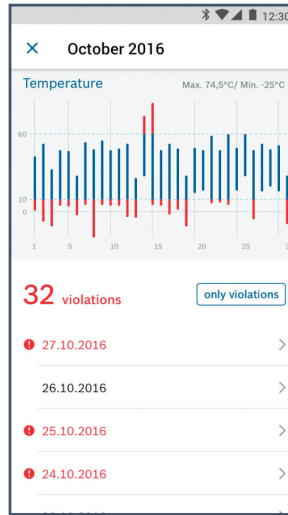 12:30
× October 2016
Temperature Max. 74,5°C/ Min. -25°C
60
10
0
1 5 10 15 20 25
32 violations only violations
27.10.2016
26.10.2016
25.10.2016
24.10.2016